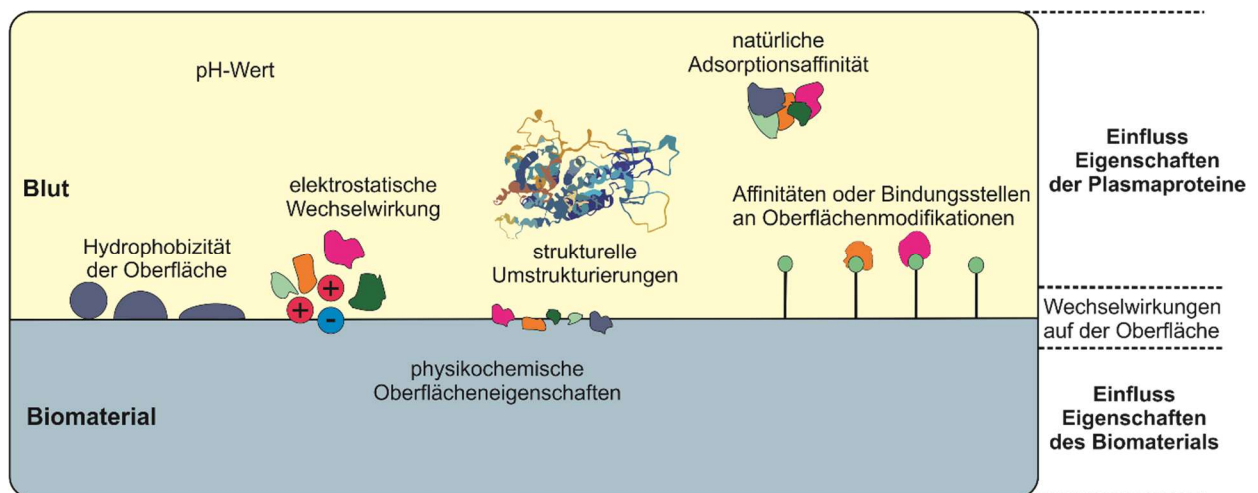 natürliche
Adsorptionsaffinität
pH-Wert
Einfluss
Eigenschaften
der Plasmaproteine
Blut
elektrostatische
Wechselwirkung
Affinitäten oder Bindungsstellen
an Oberflächenmodifikationen
Hydrophobizität
der Oberfläche
strukturelle
Umstrukturierungen
+
+
-
Wechselwirkungen
auf der Oberfläche
physikochemische
Oberflächeneigenschaften
Biomaterial
Einfluss
Eigenschaften
des Biomaterials